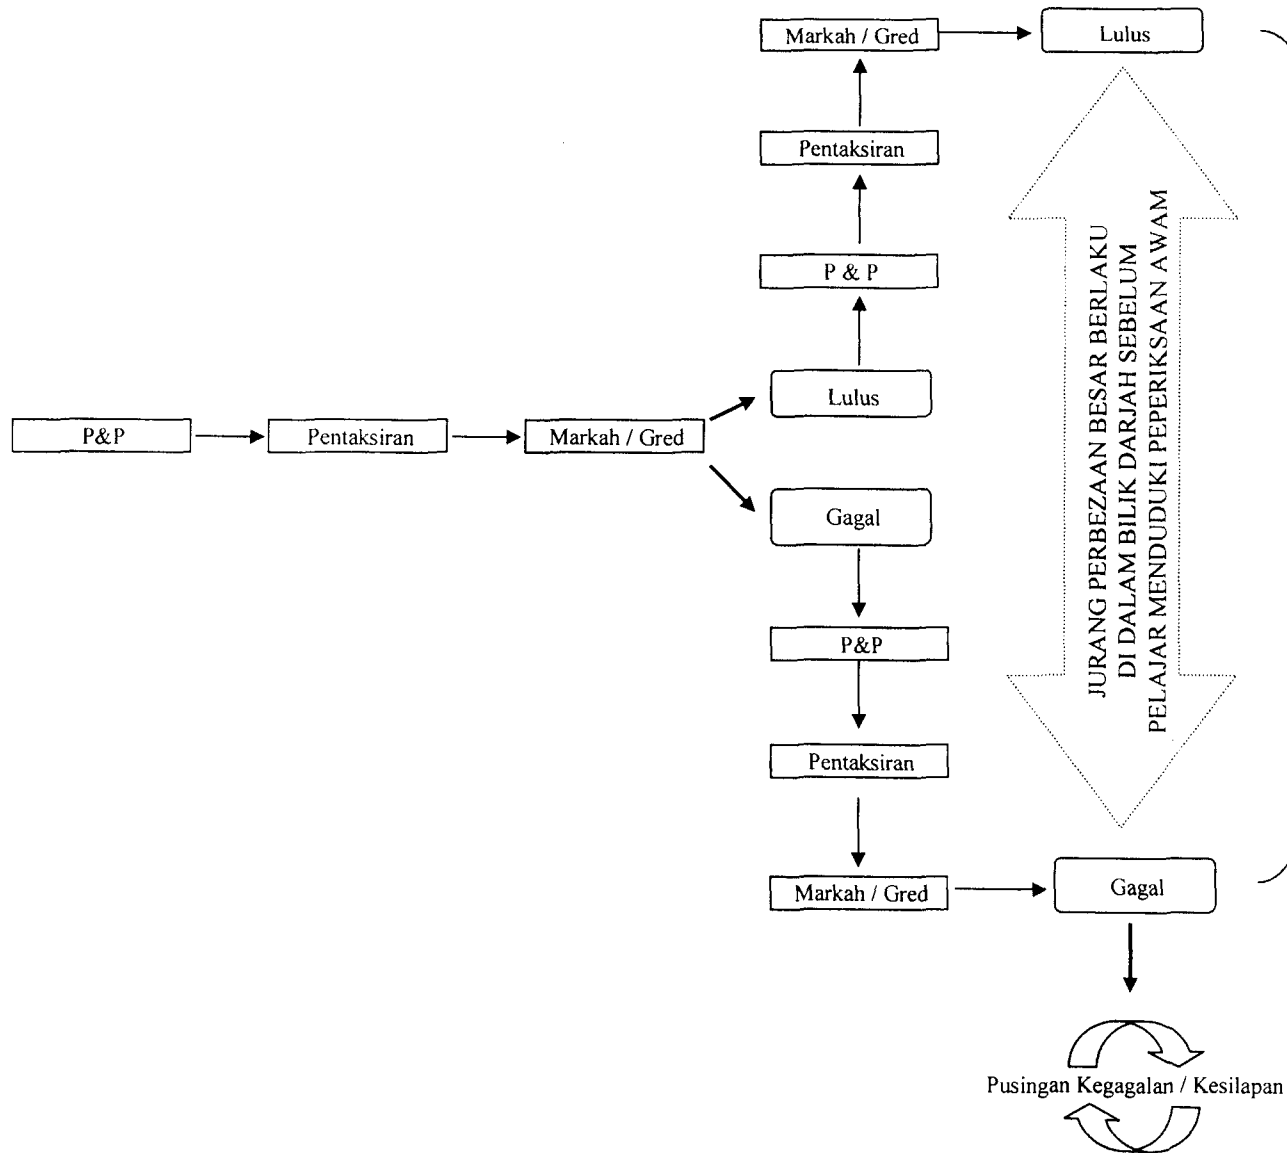 Markah / Gred
Lulus
Pentaksiran
P & P
Lulus
P&P
Pentaksiran
Markah / Gred
Gagal
P&P
Pentaksiran
Markah / Gred
Gagal
JURANG PERBEZAAN BESAR BERLAKU
DI DALAM BILIK DARJAH SEBELUM
PELAJAR MENDUDUKI PEPERIKSAAN AWAM
Pusingan Kegagalan / Kesilapan